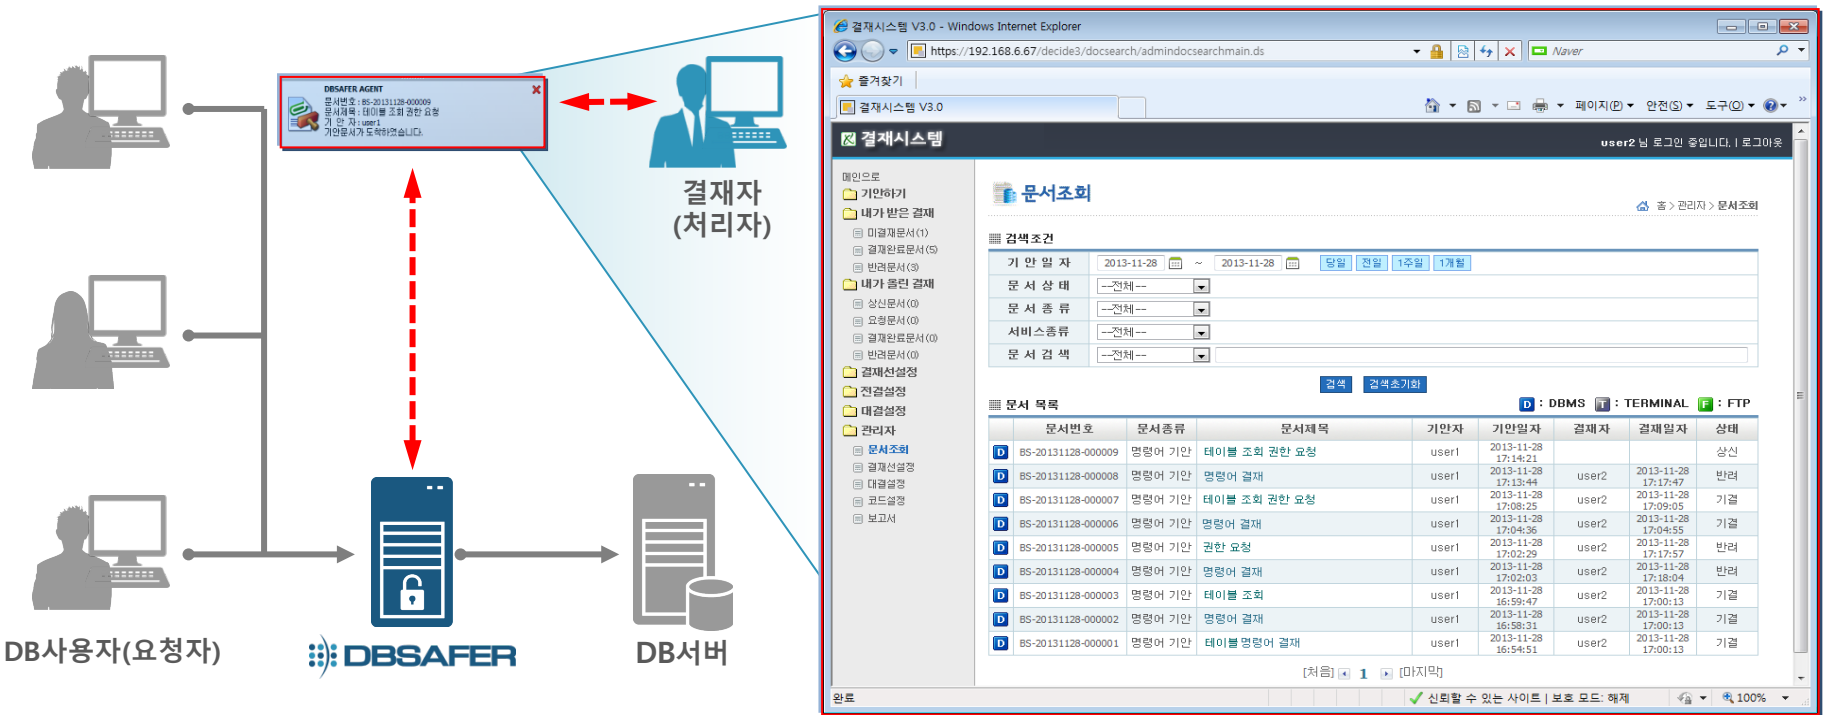 DBSAFER AGENT
문서번호 : BS-20131128-000009
문서제목 : 테이블 조회 권한 요청
기 안 자 : user1
기안문서가 도착하였습니다.
결재자
(처리자)
DB사용자(요청자)
DBSAFER
DB서버
결재시스템 V3.0 - Windows Internet Explorer
https://192.168.6.67/decide3/docsearch/admindocsearchmain.ds
Naver
즐겨찾기
결재시스템 V3.0
페이지(P) 안전(S) 도구(O)
결재시스템
user2 님 로그인 중입니다. | 로그아웃
메인으로
기안하기
내가 받은 결재
미결재문서(1)
결재완료문서(5)
반려문서(3)
내가 올린 결재
상신문서(0)
요청문서(0)
결재완료문서(0)
반려문서(0)
결재선설정
전결설정
대결설정
관리자
문서조회
결재선설정
대결설정
코드설정
보고서
문서조회
홈 > 관리자 > 문서조회
검색조건
기 안 일 자 2013-11-28 ~ 2013-11-28 당일 전일 1주일 1개월
문 서 상 태 --전체--
문 서 종 류 --전체--
서비스종류 --전체--
문 서 검 색 --전체--
검색 검색초기화
문서 목록
D : DBMS T : TERMINAL F : FTP
문서번호 문서종류 문서제목 기안자 기안일자 결재자 결재일자 상태
D BS-20131128-000009 명령어 기안 테이블 조회 권한 요청 user1 2013-11-28 17:14:21 상신
D BS-20131128-000008 명령어 기안 명령어 결재 user1 2013-11-28 17:13:44 user2 2013-11-28 17:17:47 반려
D BS-20131128-000007 명령어 기안 테이블 조회 권한 요청 user1 2013-11-28 17:08:25 user2 2013-11-28 17:09:05 기결
D BS-20131128-000006 명령어 기안 명령어 결재 user1 2013-11-28 17:04:36 user2 2013-11-28 17:04:55 기결
D BS-20131128-000005 명령어 기안 권한 요청 user1 2013-11-28 17:02:29 user2 2013-11-28 17:17:57 반려
D BS-20131128-000004 명령어 기안 명령어 결재 user1 2013-11-28 17:02:03 user2 2013-11-28 17:18:04 반려
D BS-20131128-000003 명령어 기안 테이블 조회 user1 2013-11-28 16:59:47 user2 2013-11-28 17:00:13 기결
D BS-20131128-000002 명령어 기안 명령어 결재 user1 2013-11-28 16:58:31 user2 2013-11-28 17:00:13 기결
D BS-20131128-000001 명령어 기안 테이블명령어 결재 user1 2013-11-28 16:54:51 user2 2013-11-28 17:00:13 기결
[처음] 1 [마지막]
완료
신뢰할 수 있는 사이트 | 보호 모드: 해제
100%